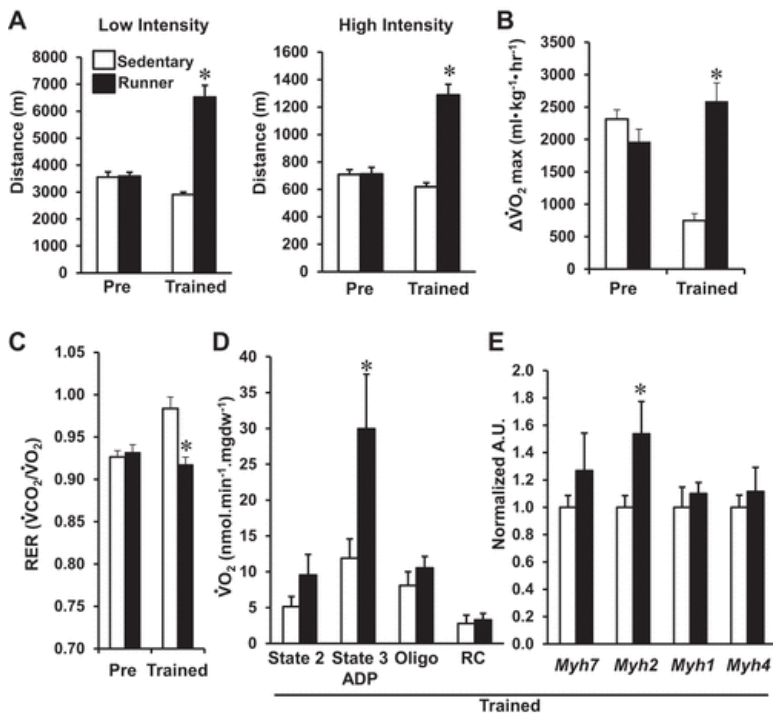 A
Low Intensity
Sedentary
Runner
Distance (m)
8000
7000
6000
5000
4000
3000
2000
1000
0
*
Pre
Trained
High Intensity
Distance (m)
1600
1400
1200
1000
800
600
400
200
0
*
Pre
Trained
B
ΔV̇O₂ max (ml•kg⁻¹•hr⁻¹)
3500
3000
2500
2000
1500
1000
500
0
*
Pre
Trained
C
RER (V̇CO₂/V̇O₂)
1.05
1.00
0.95
0.90
0.85
0.80
0.75
0.70
*
Pre
Trained
D
V̇O₂ (nmol.min⁻¹.mgdw⁻¹)
40
35
30
25
20
15
10
5
0
*
State 2
State 3
ADP
Oligo
RC
E
Normalized A.U.
2.0
1.8
1.6
1.4
1.2
1.0
0.8
0.6
0.4
0.2
0.0
*
Myh7
Myh2
Myh1
Myh4
Trained